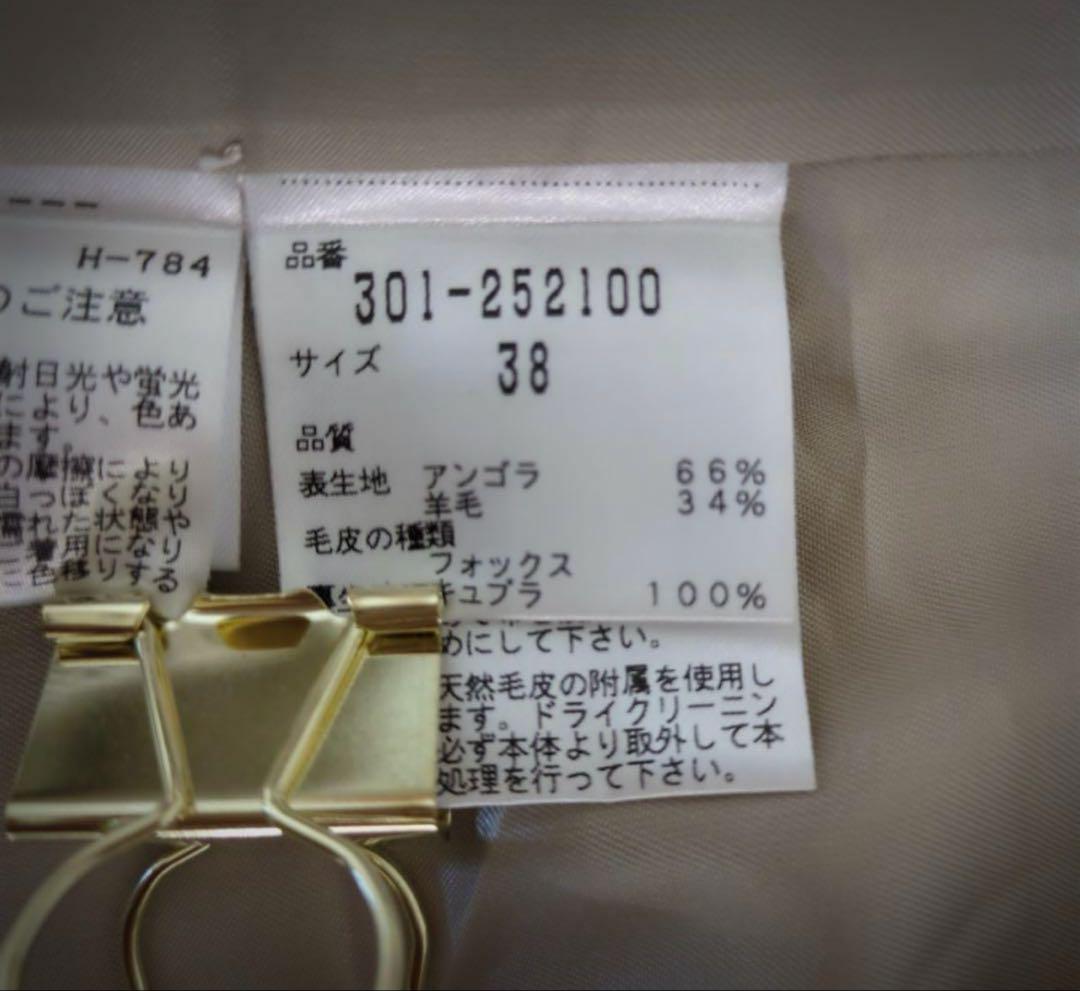 H-784
のご注意
射日光や蛍光
により、色あ
ます。
の摩擦により
白っぽくなり
濡れた状態や
着用になり
色移りする
品番
301-252100
サイズ
38
品質
表生地 アンゴラ 66%
羊毛 34%
毛皮の種類
フォックス
キュプラ 100%
めにして下さい。
天然毛皮の附属を使用し
ます。ドライクリーニン
必ず本体より取外して本
処理を行って下さい。